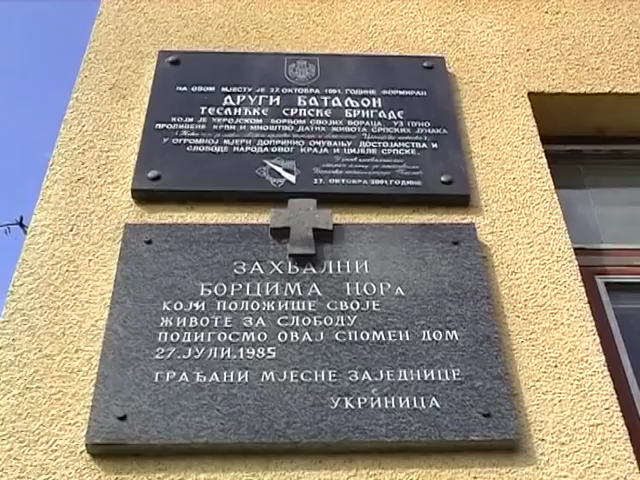 НА ОВОМ МЈЕСТУ ЈЕ 27. ОКТОБРА 1991. ГОДИНЕ ФОРМИРАН
ДРУГИ БАТАЉОН
ТЕСЛИЋКЕ СРПСКЕ БРИГАДЕ
КОЈИ ЈЕ ХЕРОЈСКОМ БОРБОМ СВОЈИХ БОРАЦА, УЗ ПУНО
ПРОЛИВЕНЕ КРВИ И МНОШТВО ДАТИХ ЖИВОТА СРПСКИХ ЈУНАКА
У ОГРОМНОЈ МЈЕРИ ДОПРИНИО ОЧУВАЊУ ДОСТОЈАНСТВА И
СЛОБОДЕ НАРОДА ОВОГ КРАЈА И ЦИЈЕЛЕ СРПСКЕ.
27. ОКТОБАР 2001. ГОДИНЕ
ЗАХВАЛНИ
БОРЦИМА НОРа
КОЈИ ПОЛОЖИШЕ СВОЈЕ
ЖИВОТЕ ЗА СЛОБОДУ
ПОДИГОСМО ОВАЈ СПОМЕН ДОМ
27. ЈУЛИ. 1985
ГРАЂАНИ МЈЕСНЕ ЗАЈЕДНИЦЕ
УКРИНИЦА